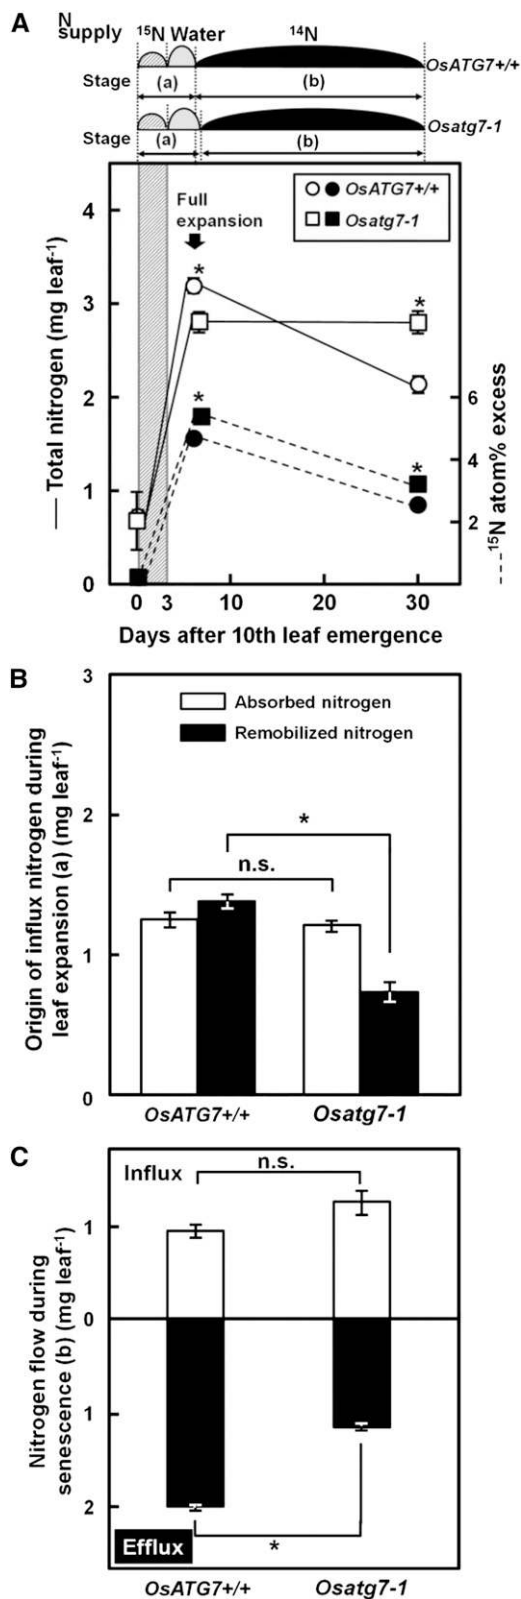 A
N
supply
¹⁵N Water
¹⁴N
OsATG7+/+
Stage
(a)
(b)
Osatg7-1
Stage
(a)
(b)
Full
expansion
OsATG7+/+
Osatg7-1
*
*
*
*
4
3
2
1
0
— Total nitrogen (mg leaf⁻¹)
6
4
2
---¹⁵N atom% excess
0 3 10 20 30
Days after 10th leaf emergence
B
3
2
1
0
Origin of influx nitrogen during
leaf expansion (a) (mg leaf⁻¹)
Absorbed nitrogen
Remobilized nitrogen
*
n.s.
OsATG7+/+
Osatg7-1
C
Influx
n.s.
1
0
1
2
Nitrogen flow during
senescence (b) (mg leaf⁻¹)
Efflux
*
OsATG7+/+
Osatg7-1